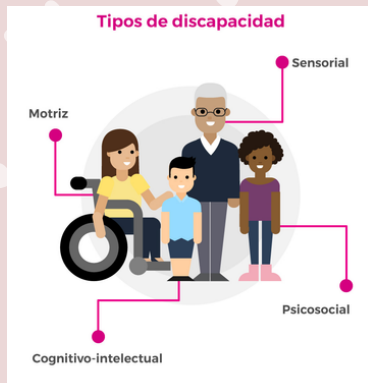 Tipos de discapacidad
Sensorial
Motriz
Psicosocial
Cognitivo-intelectual